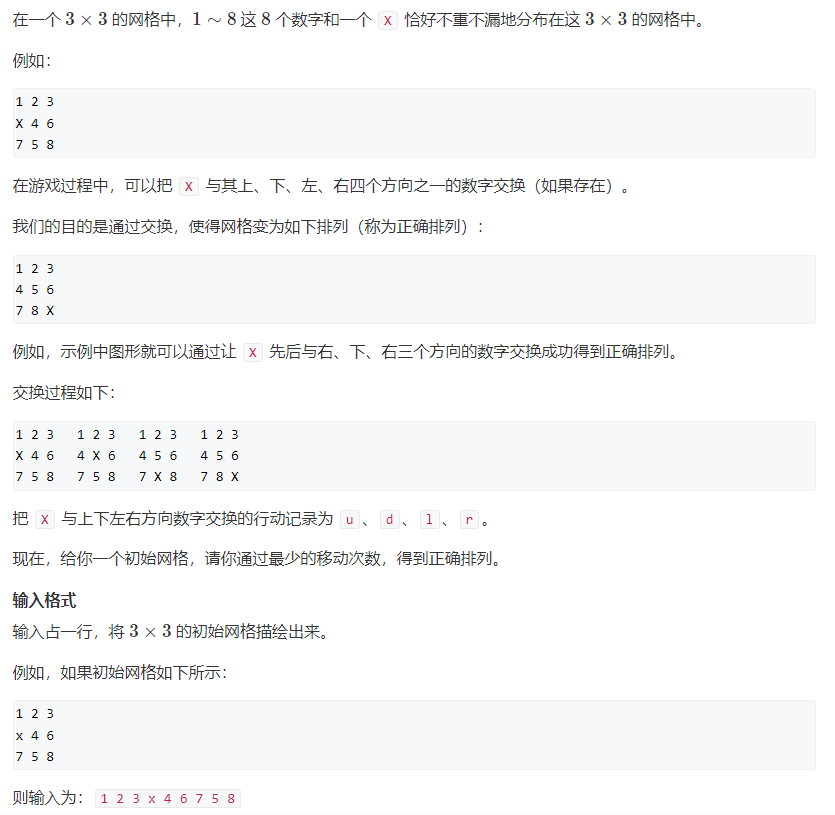 在一个 3 × 3 的网格中，1 ∼ 8 这 8 个数字和一个 X 恰好不重不漏地分布在这 3 × 3 的网格中。
例如：
1 2 3
X 4 6
7 5 8
在游戏过程中，可以把 X 与其上、下、左、右四个方向之一的数字交换（如果存在）。
我们的目的是通过交换，使得网格变为如下排列（称为正确排列）：
1 2 3
4 5 6
7 8 X
例如，示例中图形就可以通过让 X 先后与右、下、右三个方向的数字交换成功得到正确排列。
交换过程如下：
1 2 3   1 2 3   1 2 3   1 2 3
X 4 6   4 X 6   4 5 6   4 5 6
7 5 8   7 5 8   7 X 8   7 8 X
把 X 与上下左右方向数字交换的行动记录为 u、d、l、r。
现在，给你一个初始网格，请你通过最少的移动次数，得到正确排列。
输入格式
输入占一行，将 3 × 3 的初始网格描绘出来。
例如，如果初始网格如下所示：
1 2 3
x 4 6
7 5 8
则输入为：1 2 3 x 4 6 7 5 8